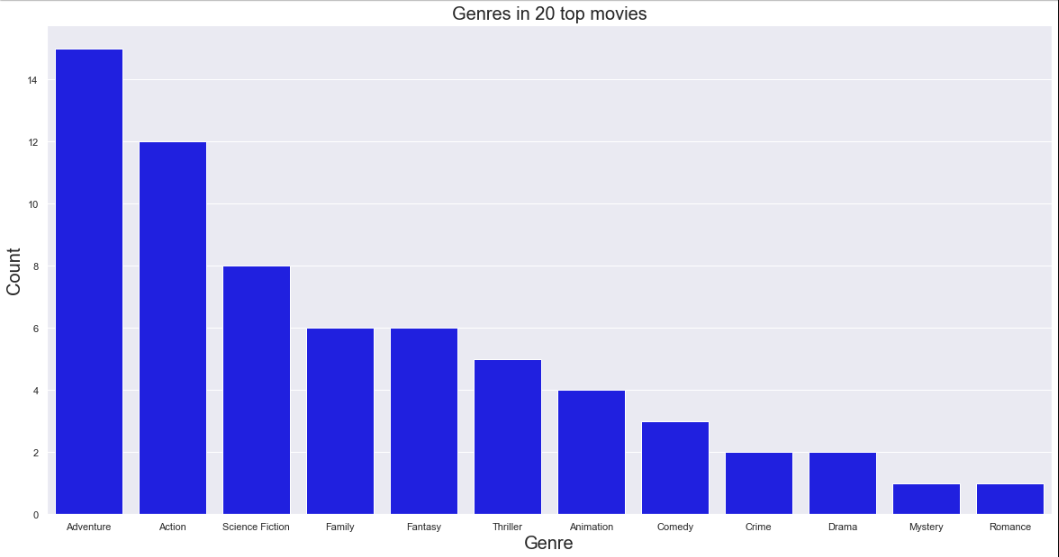 Genres in 20 top movies
Count
14
12
10
8
6
4
2
0
Adventure Action Science Fiction Family Fantasy Thriller Animation Comedy Crime Drama Mystery Romance
Genre